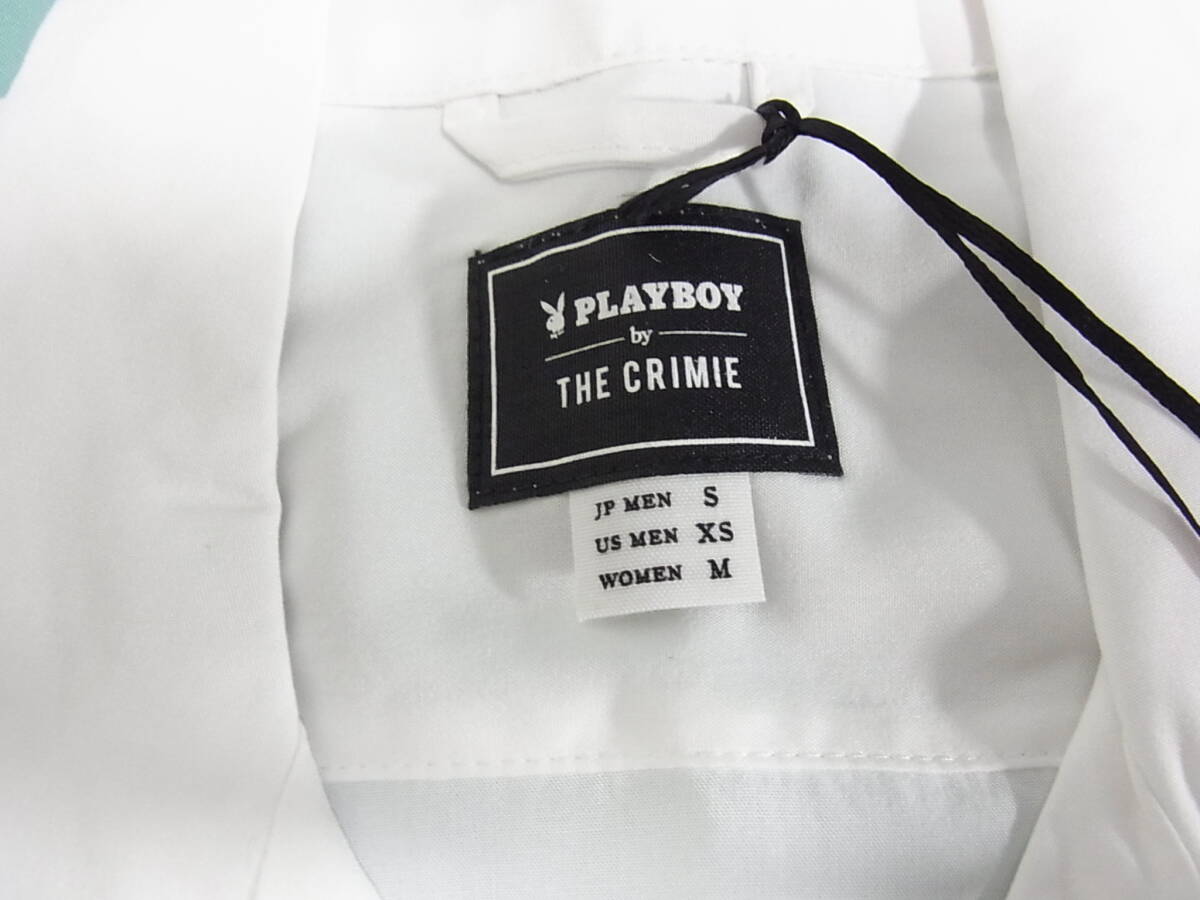 PLAYBOY
by
THE CRIMIE
JP MEN S
US MEN XS
WOMEN M